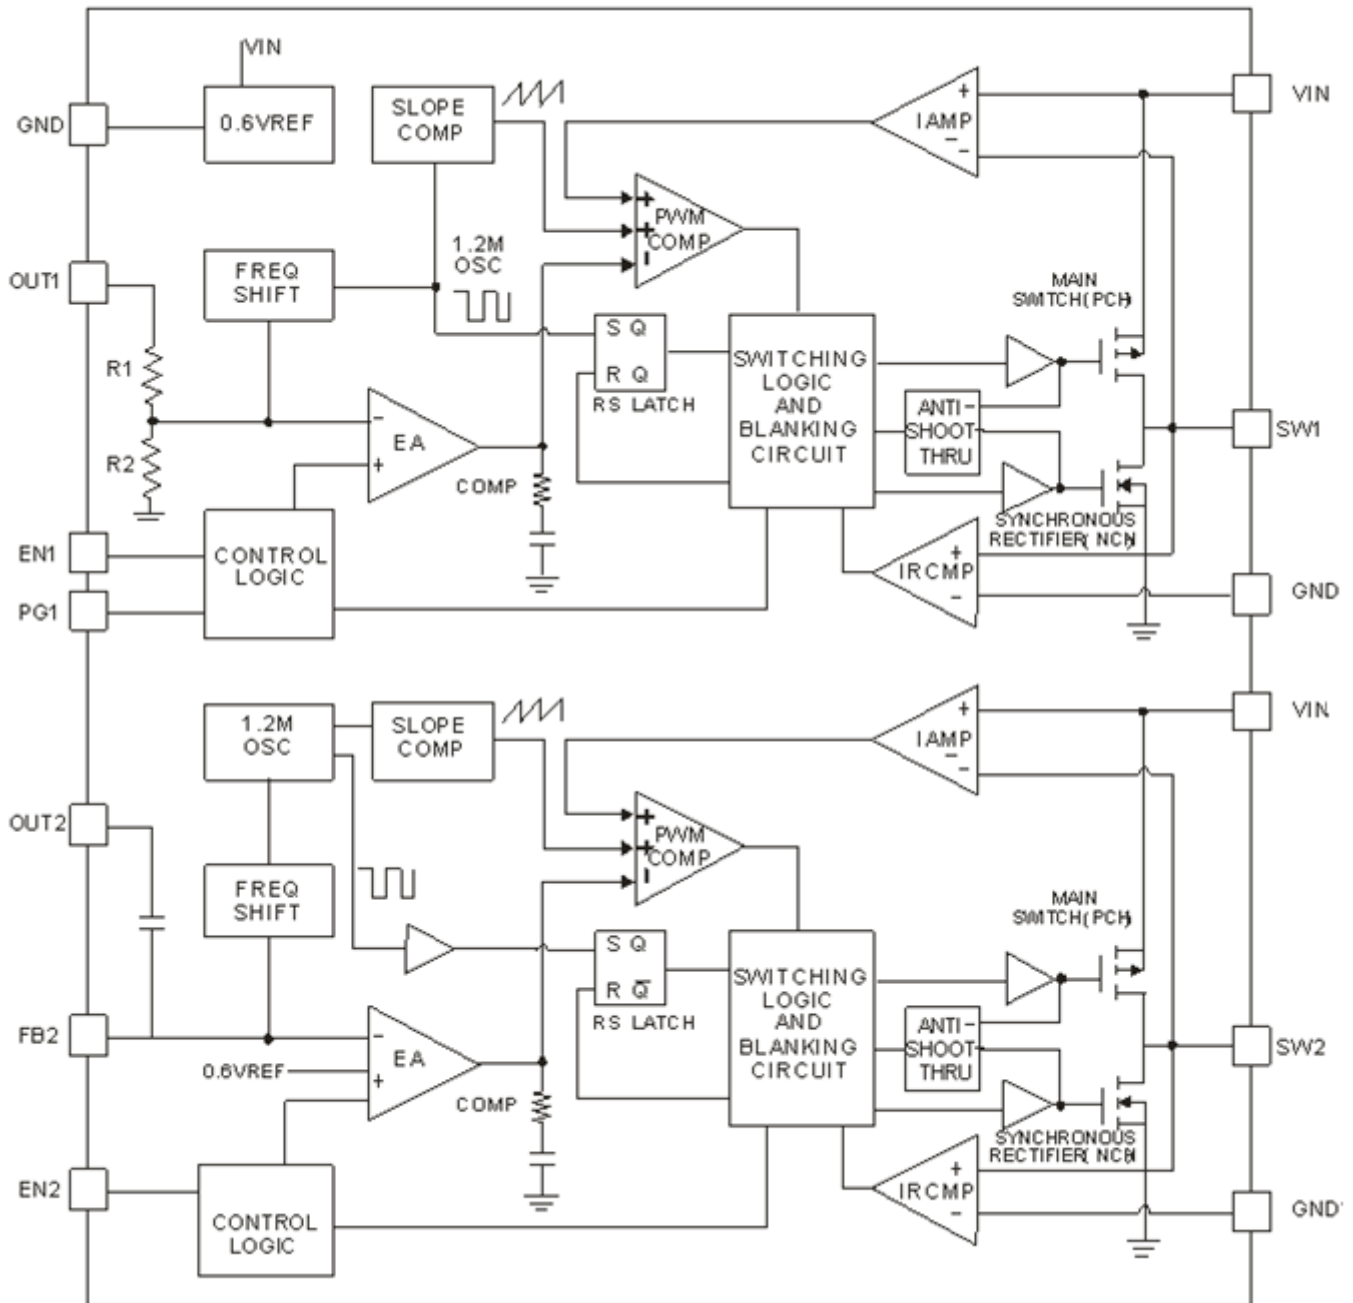 VIN
GND
0.6VREF
SLOPE
COMP
+
IAMP
-
-
VIN
+
+
-
PWM
COMP
OUT1
FREQ
SHIFT
1.2M
OSC
MAIN
SWITCH(PCH)
S Q
R Q
RS LATCH
SWITCHING
LOGIC
AND
BLANKING
CIRCUIT
R1
R2
-
EA
+
COMP
ANTI-
SHOOT-
THRU
SW1
SYNCHRONOUS
RECTIFIER(NCH)
EN1
PG1
CONTROL
LOGIC
+
IRCMP
-
GND
1.2M
OSC
SLOPE
COMP
+
IAMP
-
-
VIN
OUT2
+
+
-
PWM
COMP
FREQ
SHIFT
MAIN
SWITCH(PCH)
S Q
R Q̅
RS LATCH
SWITCHING
LOGIC
AND
BLANKING
CIRCUIT
FB2
0.6VREF
-
EA
+
COMP
ANTI-
SHOOT-
THRU
SW2
SYNCHRONOUS
RECTIFIER(NCH)
EN2
CONTROL
LOGIC
+
IRCMP
-
GND